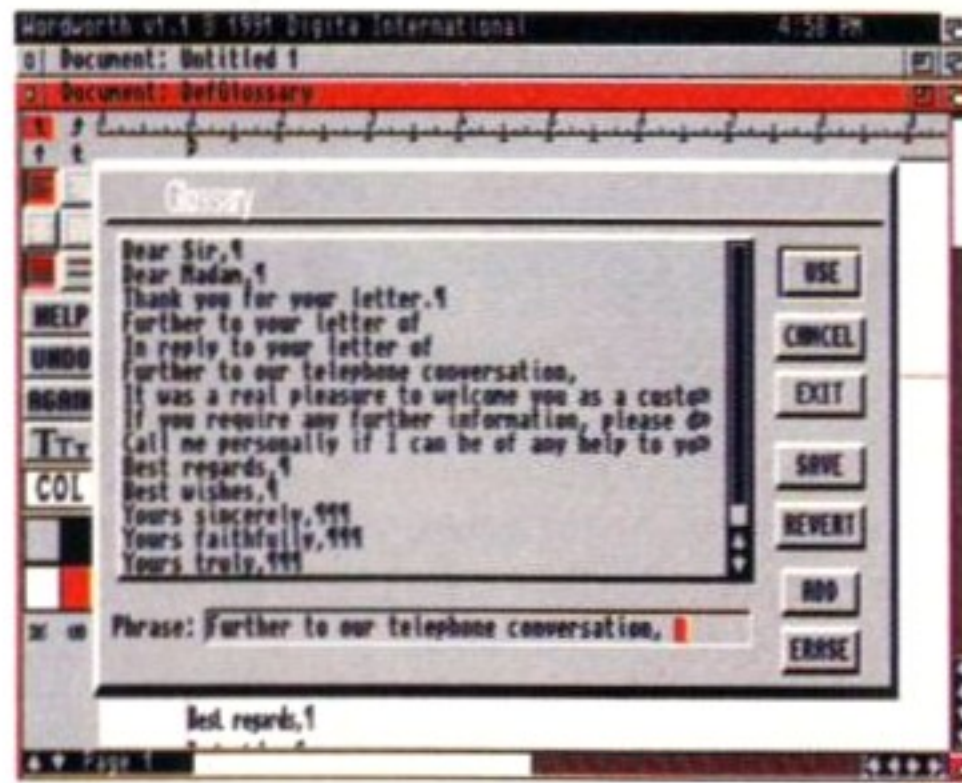 Wordworth v1.1 © 1991 Digita International 4:58 PM
Document: Untitled 1
Document: DefGlossary
Glossary
Dear Sir,¶
Dear Madam,¶
Thank you for your letter.¶
Further to your letter of
In reply to your letter of
Further to our telephone conversation,
It was a real pleasure to welcome you as a custo»
If you require any further information, please d»
Call me personally if I can be of any help to yo»
Best regards,¶
Best wishes,¶
Yours sincerely,¶¶¶
Yours faithfully,¶¶¶
Yours truly,¶¶¶
Phrase: Further to our telephone conversation,
USE
CANCEL
EXIT
SAVE
REVERT
ADD
ERASE
HELP
UNDO
AGAIN
TTT
COL
Best regards,¶
Page 1